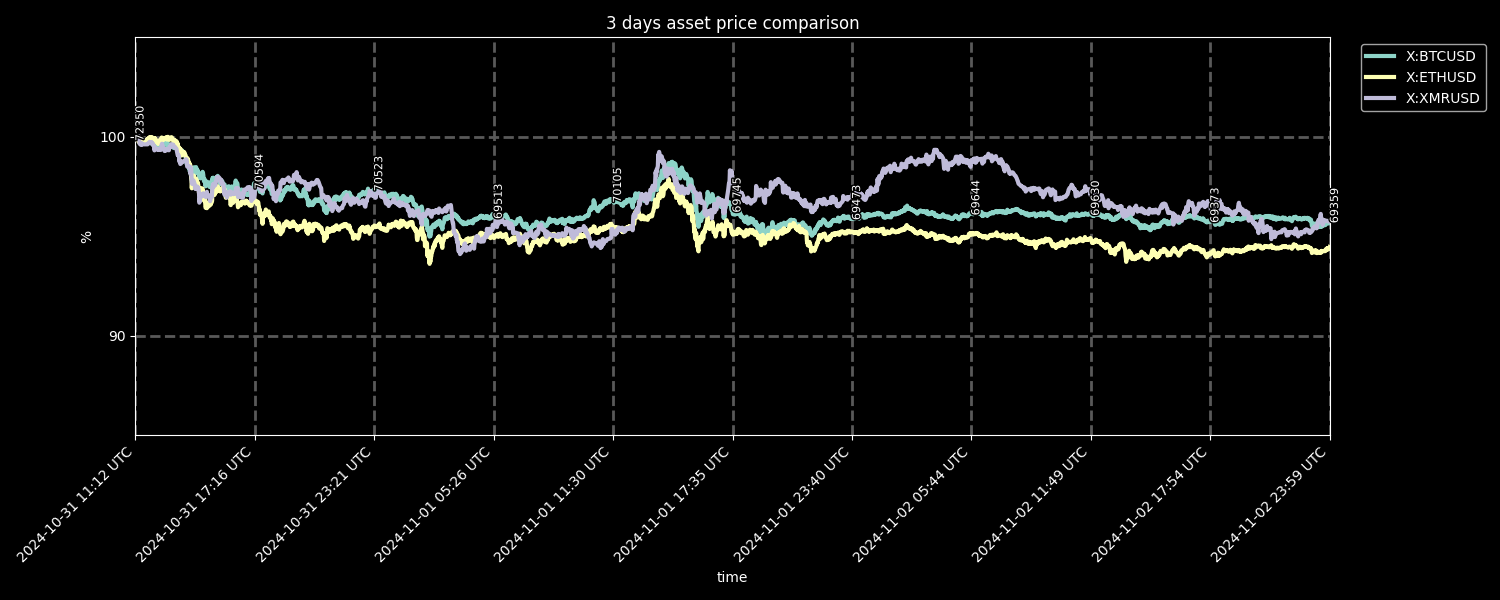 3 days asset price comparison
X:BTCUSD
X:ETHUSD
X:XMRUSD
%
100
90
72350
70594
70523
69513
70105
69745
69473
69644
69630
69373
69359
2024-10-31 11:12 UTC
2024-10-31 17:16 UTC
2024-10-31 23:21 UTC
2024-11-01 05:26 UTC
2024-11-01 11:30 UTC
2024-11-01 17:35 UTC
2024-11-01 23:40 UTC
2024-11-02 05:44 UTC
2024-11-02 11:49 UTC
2024-11-02 17:54 UTC
2024-11-02 23:59 UTC
time